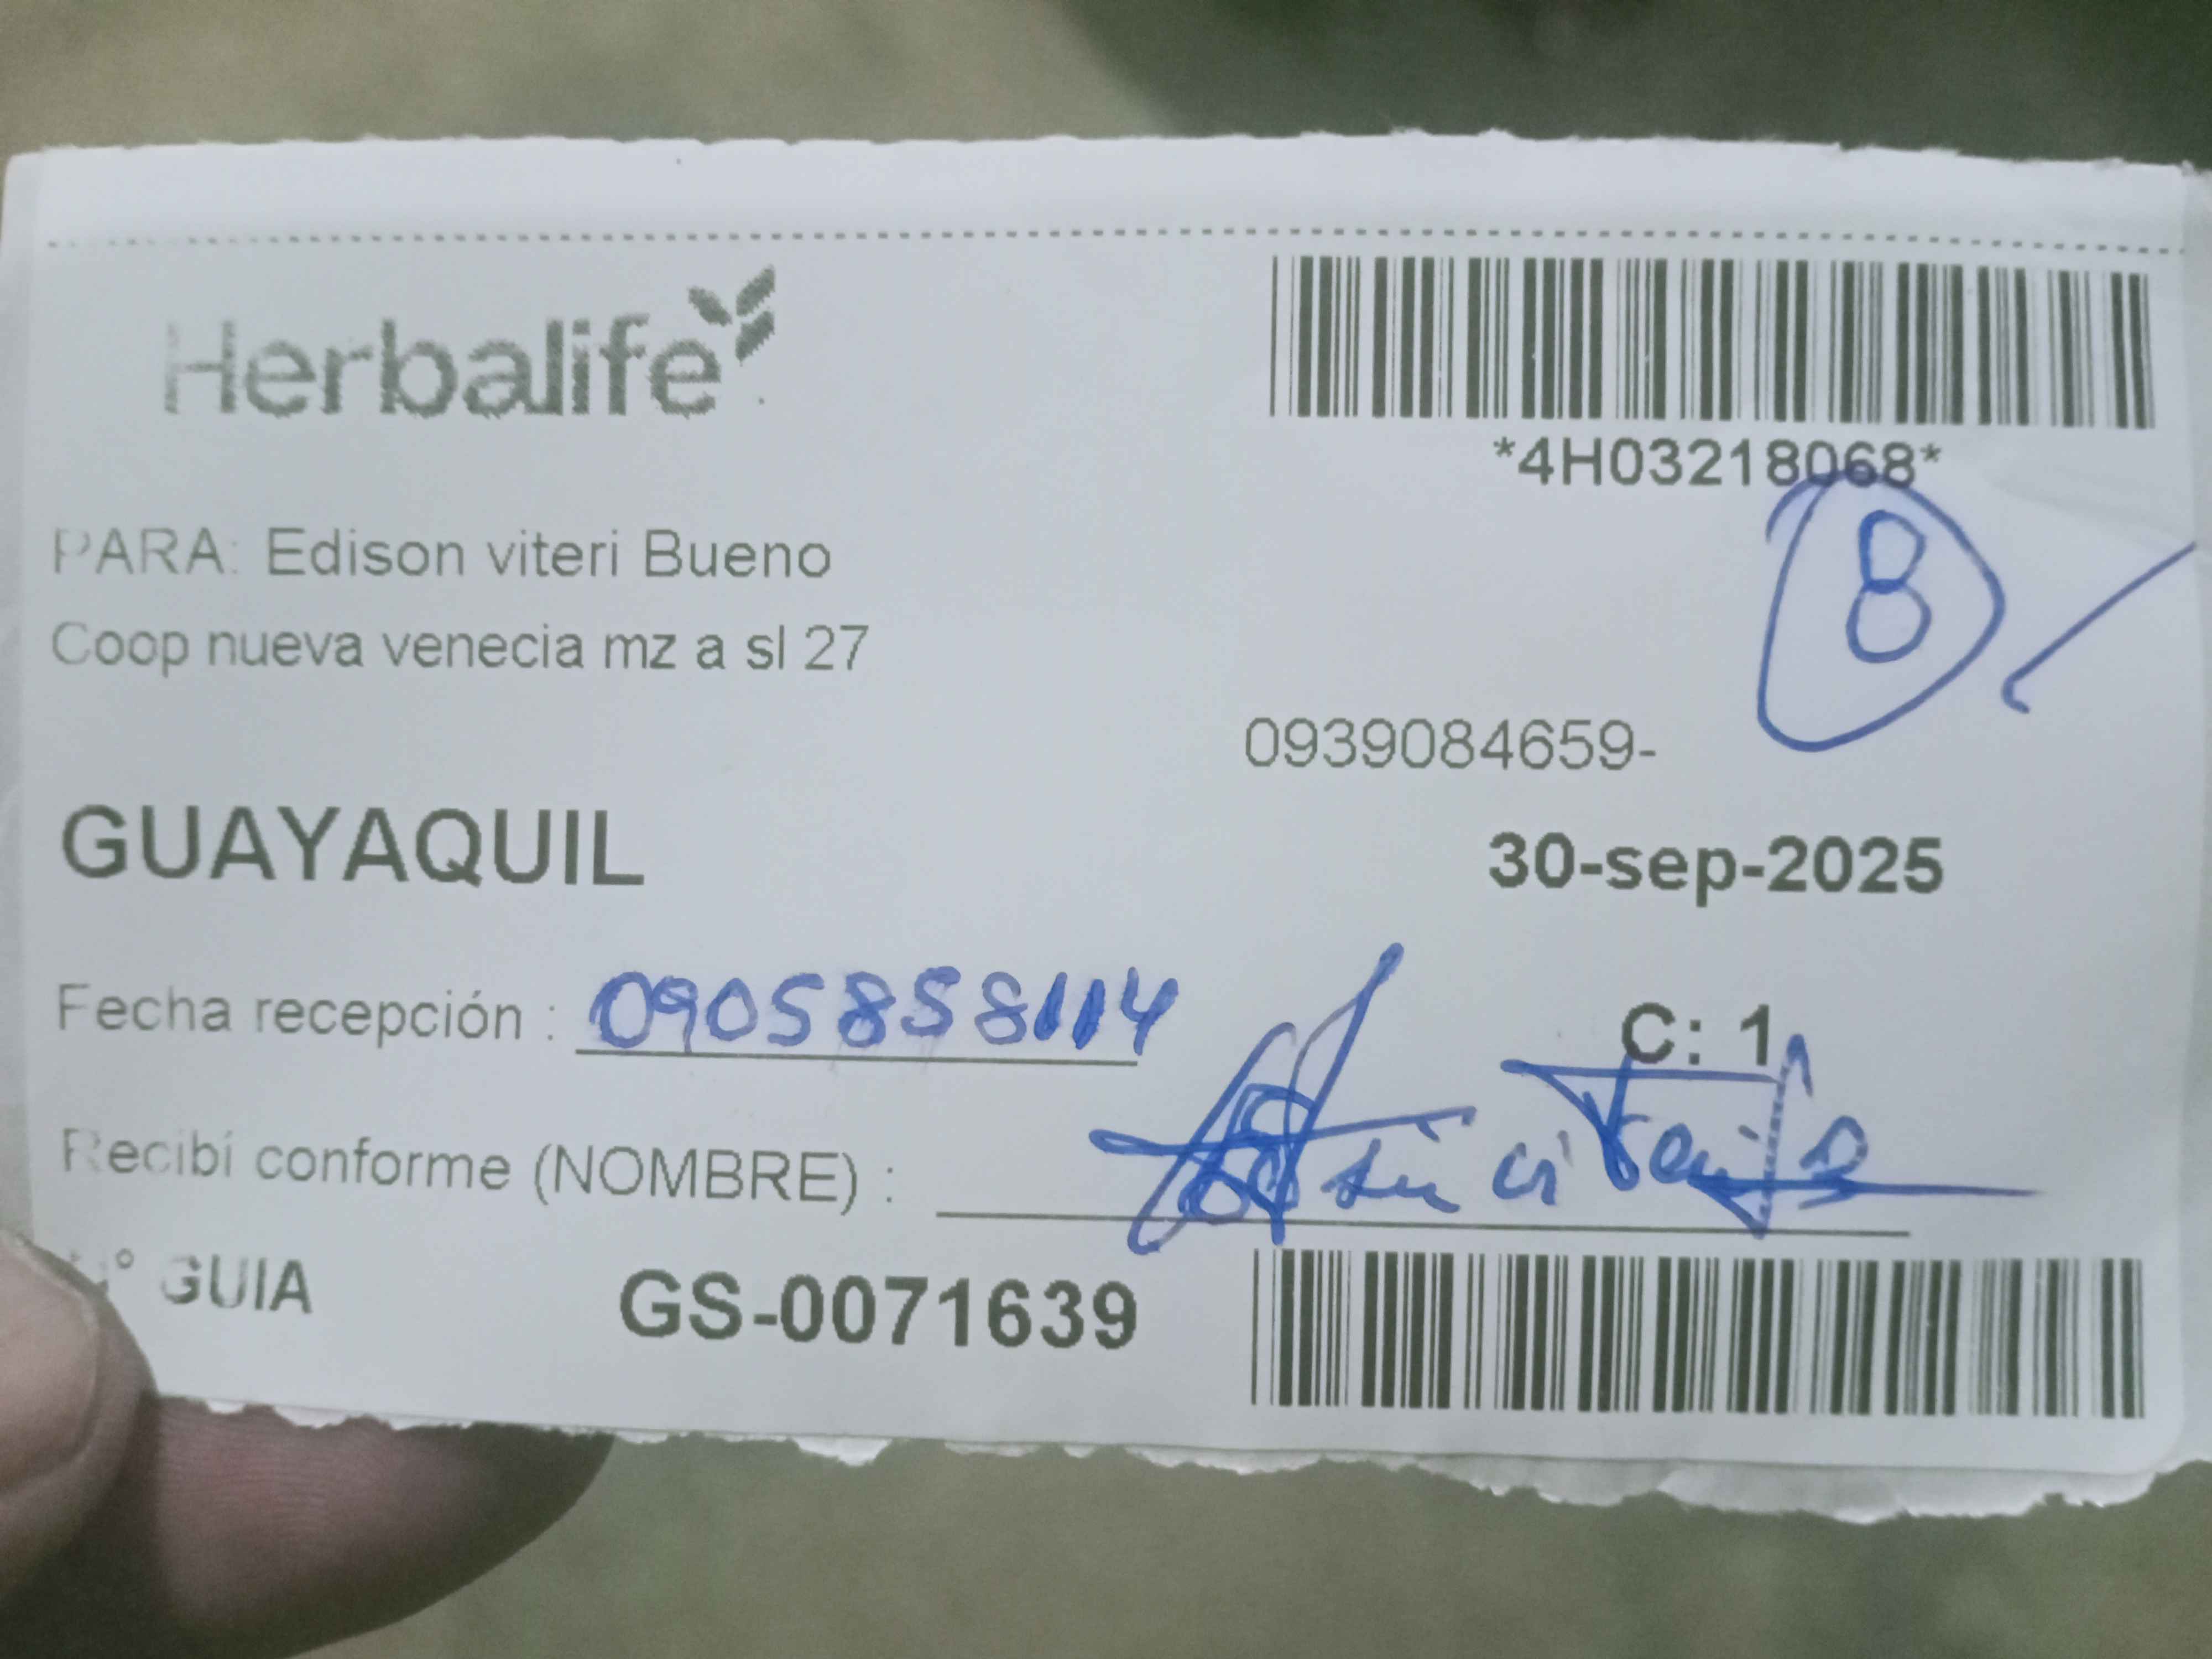 Herbalife
*4H03218068*
8
PARA: Edison viteri Bueno
Coop nueva venecia mz a sl 27
0939084659-
GUAYAQUIL
30-sep-2025
Fecha recepción : 0905858114
C: 1
Recibí conforme (NOMBRE) :
N° GUIA GS-0071639